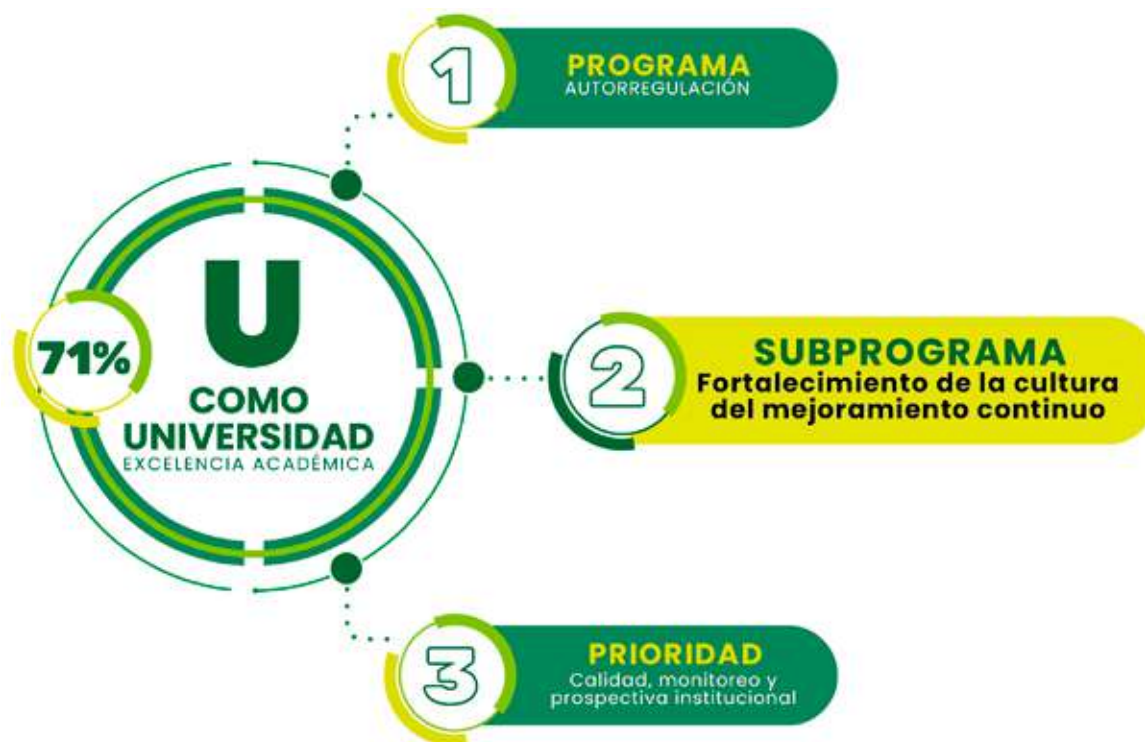 1
PROGRAMA
AUTORREGULACIÓN
71%
U
COMO
UNIVERSIDAD
EXCELENCIA ACADÉMICA
2
SUBPROGRAMA
Fortalecimiento de la cultura
del mejoramiento continuo
3
PRIORIDAD
Calidad, monitoreo y
prospectiva institucional